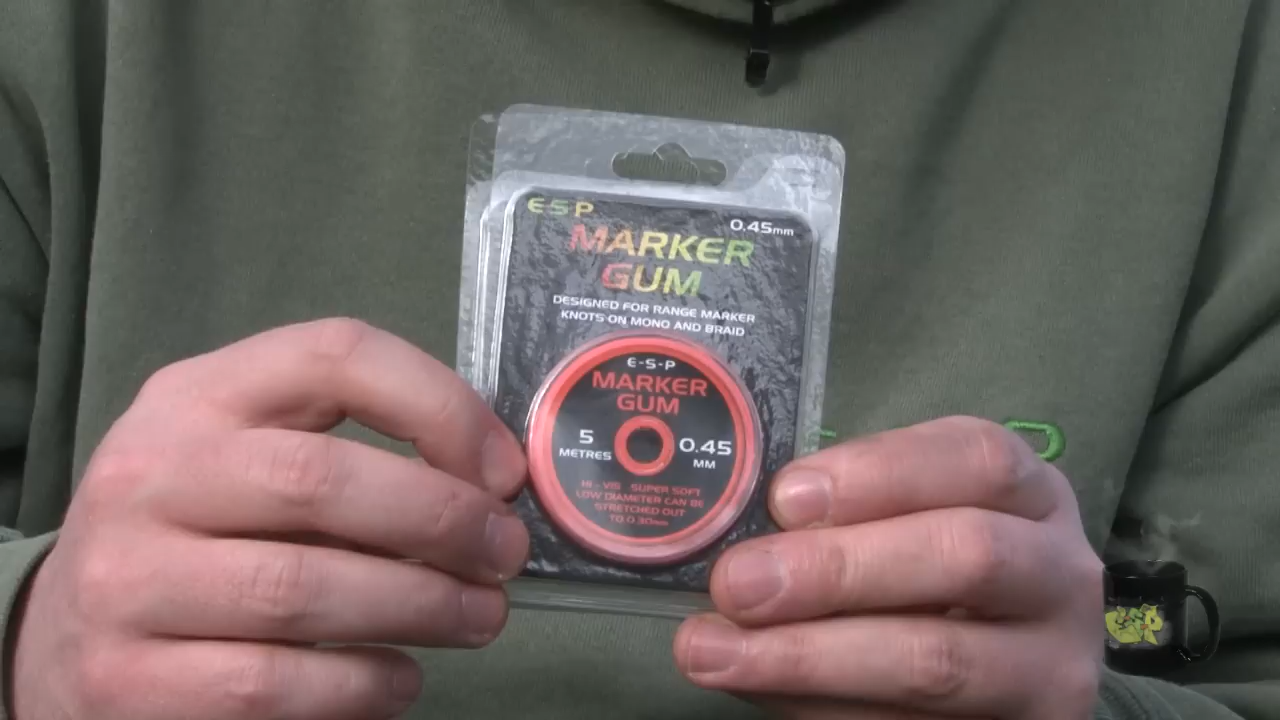 E-S-P
0.45mm
MARKER
GUM
DESIGNED FOR RANGE MARKER
KNOTS ON MONO AND BRAID
E-S-P
MARKER
GUM
5
METRES
0.45
MM
HI-VIS SUPER SOFT
LOW DIAMETER CAN BE
STRETCHED OUT
TO 0.30mm
ESP